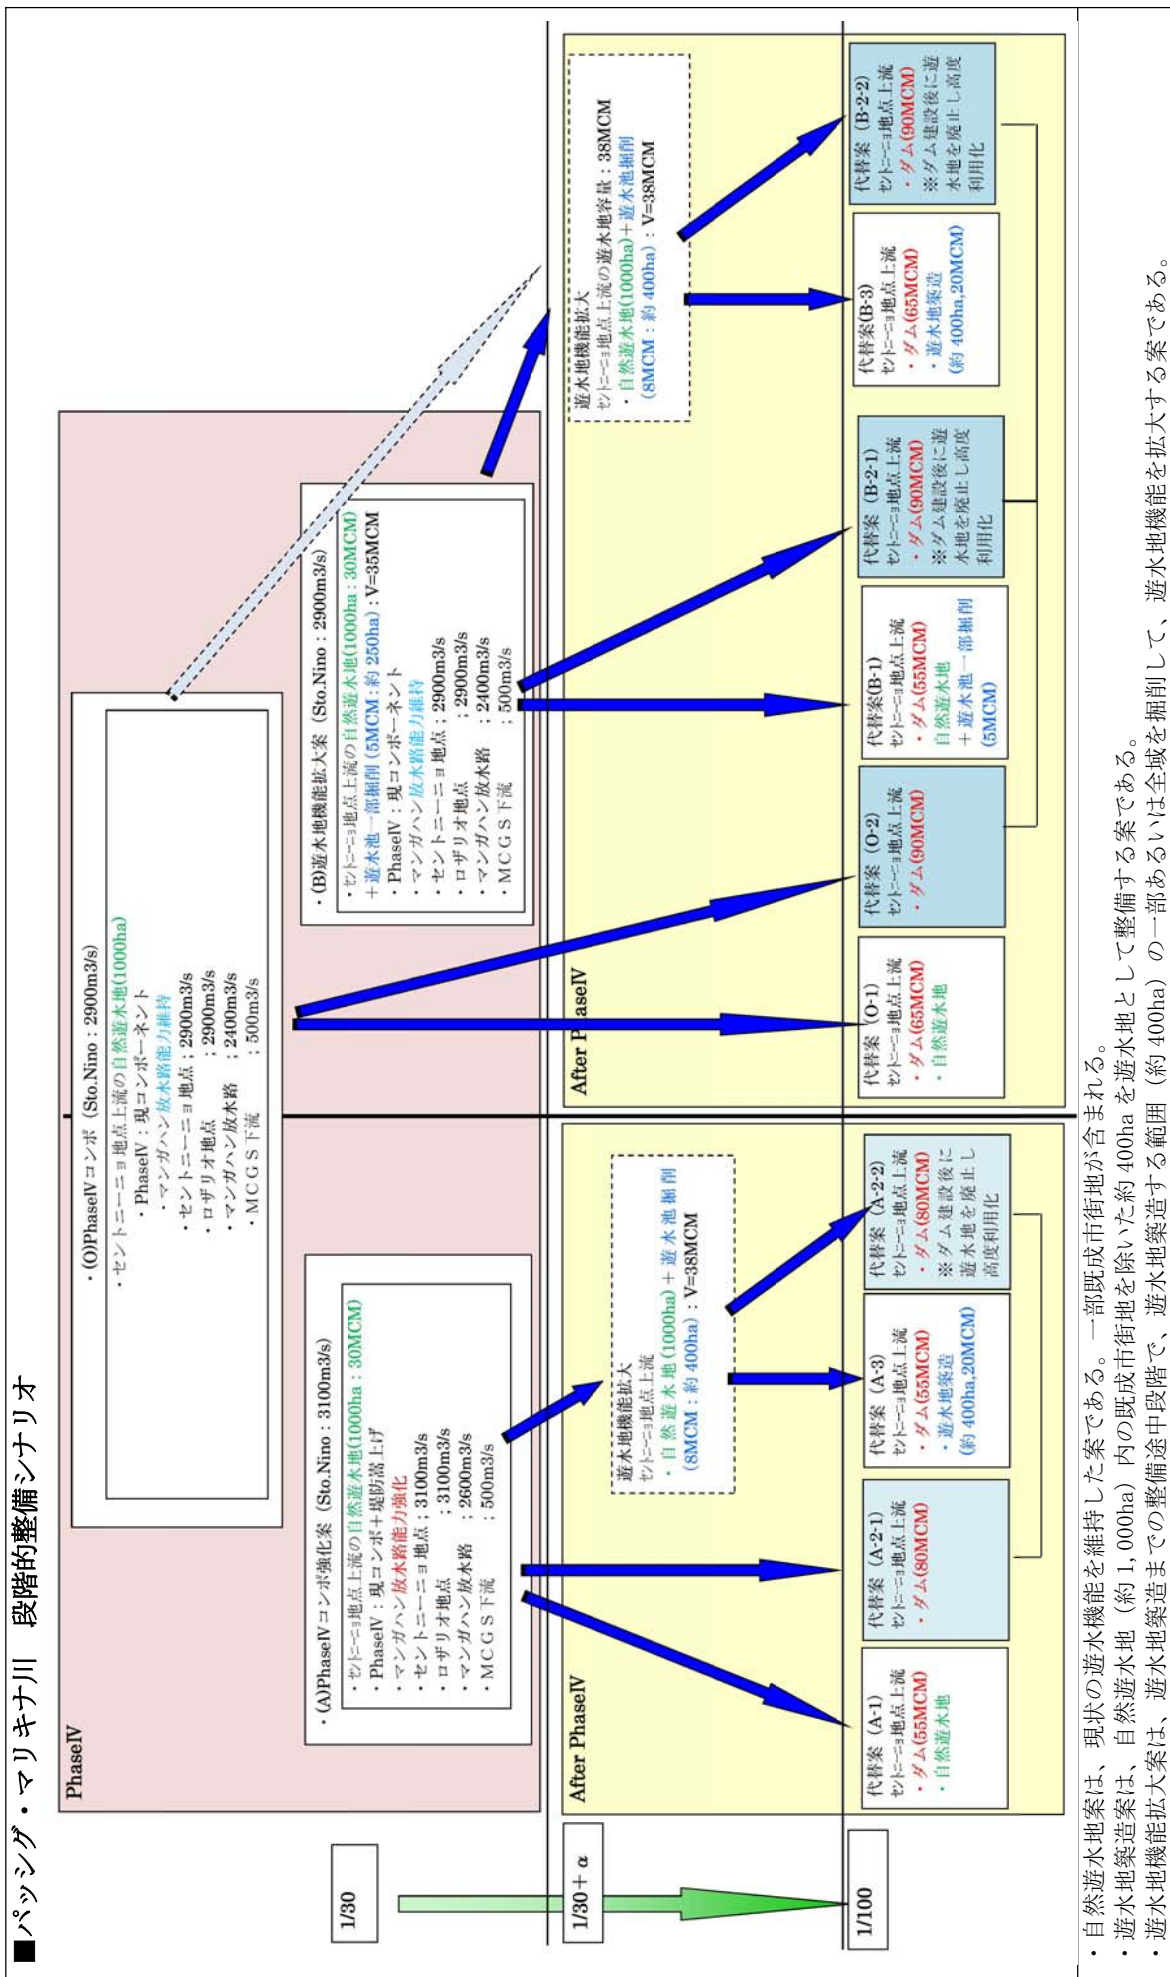 ■パッシグ・マリキナ川　段階的整備シナリオ
PhaseIV
・(O)PhaseIVコンポ（Sto.Nino：2900m3/s）
・セントニーニョ地点上流の自然遊水地(1000ha)
・PhaseIV：現コンポーネント
・マンガハン放水路能力維持
・セントニーニョ地点；2900m3/s
・ロザリオ地点　　　；2900m3/s
・マンガハン放水路　；2400m3/s
・MCGS下流　　　；500m3/s
・(A)PhaseIVコンポ強化案（Sto.Nino：3100m3/s）
・セントニーニョ地点上流の自然遊水地(1000ha：30MCM)
・PhaseIV：現コンポ＋堤防嵩上げ
・マンガハン放水路能力強化
・セントニーニョ地点；3100m3/s
・ロザリオ地点　　　；3100m3/s
・マンガハン放水路　；2600m3/s
・MCGS下流　　　；500m3/s
・(B)遊水地機能拡大案（Sto.Nino：2900m3/s）
・セントニーニョ地点上流の自然遊水地(1000ha：30MCM)
＋遊水池一部掘削（5MCM：約 250ha）：V=35MCM
・PhaseIV：現コンポーネント
・マンガハン放水路能力維持
・セントニーニョ地点；2900m3/s
・ロザリオ地点　　　；2900m3/s
・マンガハン放水路　；2400m3/s
・MCGS下流　　　；500m3/s
1/30
1/30＋α
1/100
After PhaseIV
遊水地機能拡大
セントニーニョ地点上流
・自然遊水地(1000ha)＋遊水池掘削
(8MCM：約 400ha)：V=38MCM
代替案（A-1）
セントニーニョ地点上流
・ダム(55MCM)
・自然遊水地
代替案（A-2-1）
セントニーニョ地点上流
・ダム(80MCM)
代替案（A-3）
セントニーニョ地点上流
・ダム(55MCM)
・遊水地築造
(約 400ha,20MCM)
代替案（A-2-2）
セントニーニョ地点上流
・ダム(80MCM)
※ダム建設後に
遊水地を廃止し
高度利用化
After PhaseIV
遊水地機能拡大
セントニーニョ地点上流の遊水地容量：38MCM
・自然遊水地(1000ha)＋遊水池掘削
(8MCM：約 400ha)：V=38MCM
代替案（O-1）
セントニーニョ地点上流
・ダム(65MCM)
・自然遊水地
代替案（O-2）
セントニーニョ地点上流
・ダム(90MCM)
代替案(B-1)
セントニーニョ地点上流
・ダム(55MCM)
自然遊水地
＋遊水池一部掘削
(5MCM)
代替案（B-2-1）
セントニーニョ地点上流
・ダム(90MCM)
※ダム建設後に遊
水地を廃止し高度
利用化
代替案(B-3)
セントニーニョ地点上流
・ダム(65MCM)
・遊水地築造
(約 400ha,20MCM)
代替案（B-2-2）
セントニーニョ地点上流
・ダム(90MCM)
※ダム建設後に遊
水地を廃止し高度
利用化
・自然遊水地案は、現状の遊水機能を維持した案である。一部既成市街地が含まれる。
・遊水地築造案は、自然遊水地（約 1,000ha）内の既成市街地を除いた約 400ha を遊水地として整備する案である。
・遊水地機能拡大案は、遊水地築造までの整備途中段階で、遊水地築造する範囲（約 400ha）の一部あるいは全域を掘削して、遊水地機能を拡大する案である。